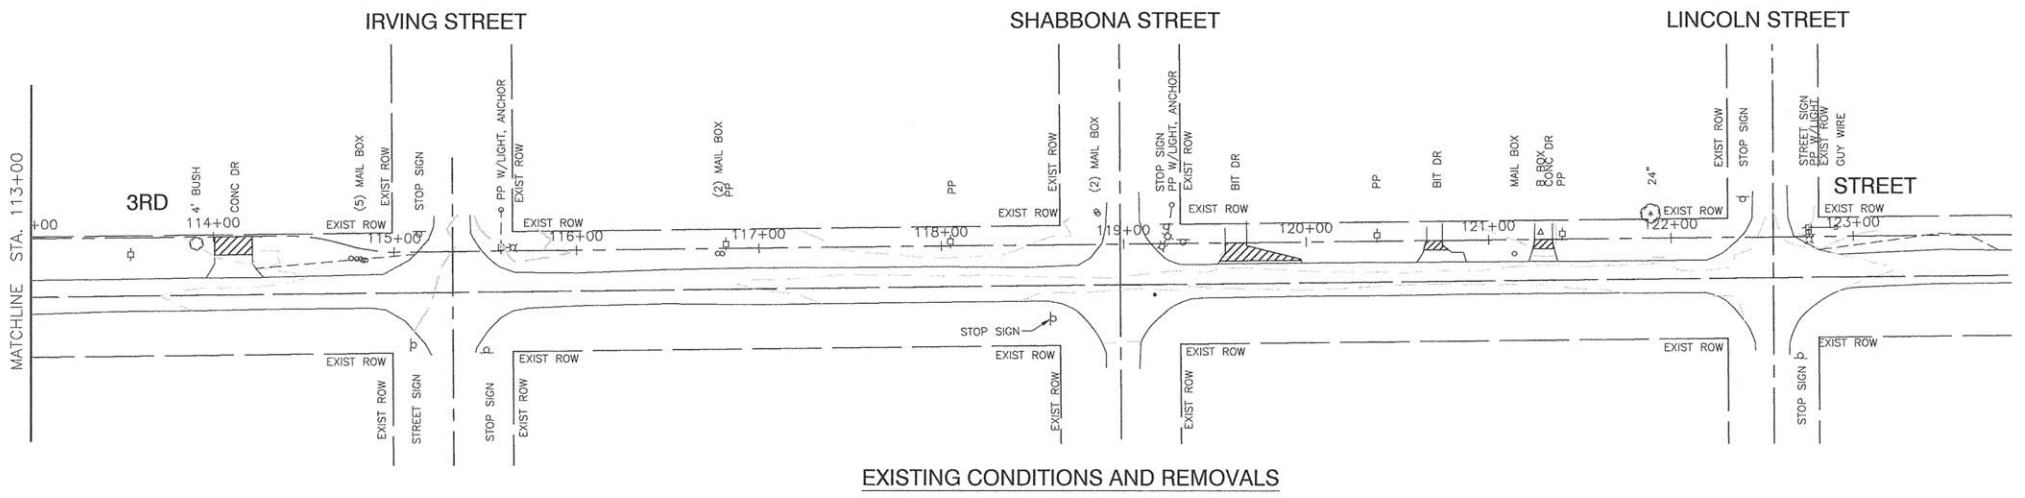 IRVING STREET
SHABBONA STREET
LINCOLN STREET
MATCHLINE STA. 113+00
3RD
STREET
+00
4' BUSH
114+00
CONC DR
EXIST ROW
(5) MAIL BOX
EXIST ROW
115+00
STOP SIGN
PP W/LIGHT, ANCHOR
EXIST ROW
EXIST ROW
116+00
(2) MAIL BOX
PP
117+00
PP
118+00
EXIST ROW
EXIST ROW
(2) MAIL BOX
119+00
STOP SIGN
PP W/LIGHT, ANCHOR
EXIST ROW
EXIST ROW
BIT DR
120+00
PP
BIT DR
121+00
MAIL BOX
B BOX
CONC DR
PP
24"
EXIST ROW
122+00
EXIST ROW
STOP SIGN
STREET SIGN
PP W/LIGHT
EXIST ROW
GUY WIRE
EXIST ROW
123+00
STOP SIGN
EXIST ROW
EXIST ROW
EXIST ROW
EXIST ROW
EXIST ROW
EXIST ROW
EXIST ROW
STREET SIGN
STOP SIGN
EXIST ROW
EXIST ROW
EXIST ROW
STOP SIGN
EXISTING CONDITIONS AND REMOVALS